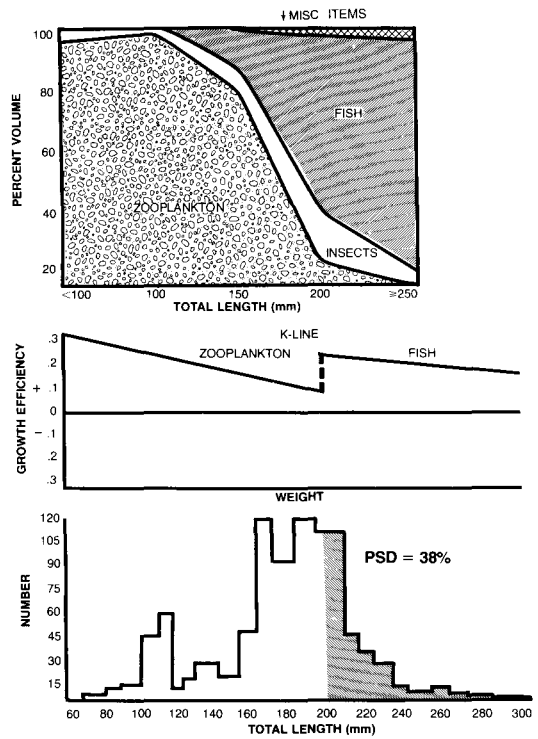 ↓MISC ITEMS
100
80
60
40
20
PERCENT VOLUME
FISH
ZOOPLANKTON
INSECTS
<100 100 150 200 ≥250
TOTAL LENGTH (mm)
K-LINE
ZOOPLANKTON FISH
.3
.2
+ .1
0
− .1
.2
.3
GROWTH EFFICIENCY
WEIGHT
120
105
90
75
60
45
30
15
NUMBER
PSD = 38%
60 80 100 120 140 160 180 200 220 240 260 280 300
TOTAL LENGTH (mm)